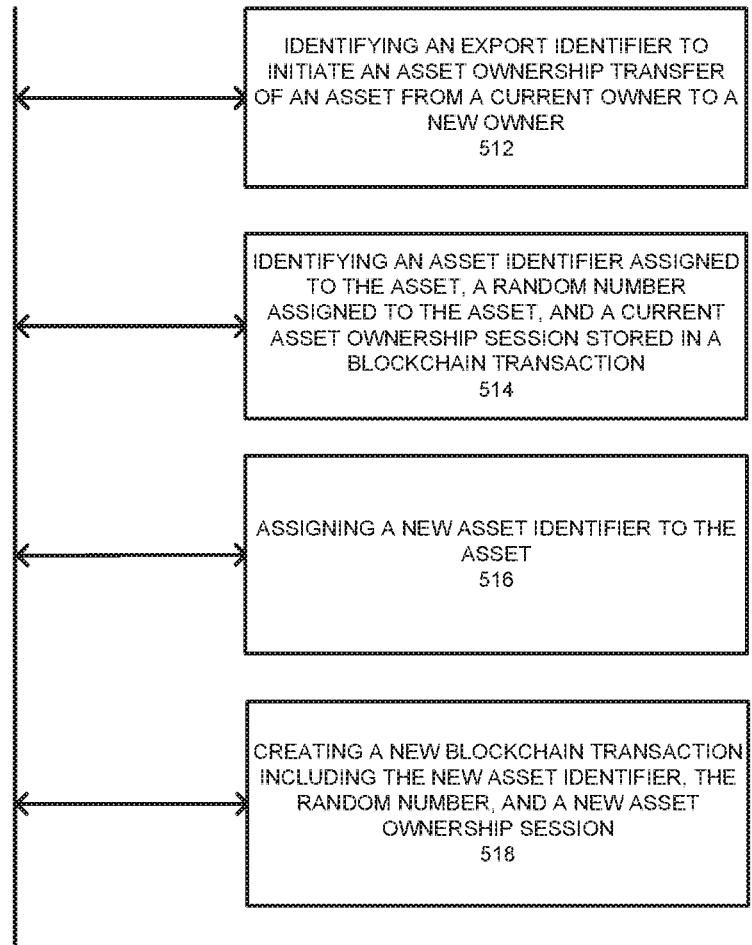 IDENTIFYING AN EXPORT IDENTIFIER TO
INITIATE AN ASSET OWNERSHIP TRANSFER
OF AN ASSET FROM A CURRENT OWNER TO A
NEW OWNER
512
IDENTIFYING AN ASSET IDENTIFIER ASSIGNED
TO THE ASSET, A RANDOM NUMBER
ASSIGNED TO THE ASSET, AND A CURRENT
ASSET OWNERSHIP SESSION STORED IN A
BLOCKCHAIN TRANSACTION
514
ASSIGNING A NEW ASSET IDENTIFIER TO THE
ASSET
516
CREATING A NEW BLOCKCHAIN TRANSACTION
INCLUDING THE NEW ASSET IDENTIFIER, THE
RANDOM NUMBER, AND A NEW ASSET
OWNERSHIP SESSION
518